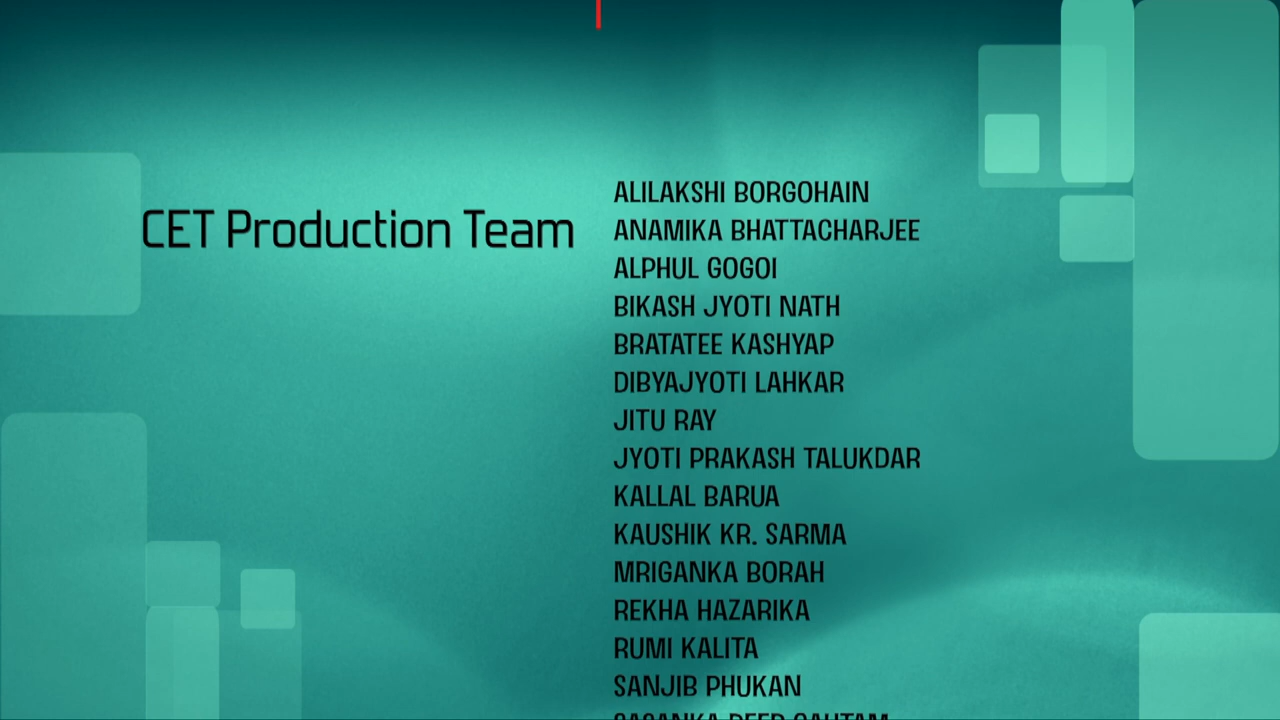 CET Production Team
ALILAKSHI BORGOHAIN
ANAMIKA BHATTACHARJEE
ALPHUL GOGOI
BIKASH JYOTI NATH
BRATATEE KASHYAP
DIBYAJYOTI LAHKAR
JITU RAY
JYOTI PRAKASH TALUKDAR
KALLAL BARUA
KAUSHIK KR. SARMA
MRIGANKA BORAH
REKHA HAZARIKA
RUMI KALITA
SANJIB PHUKAN